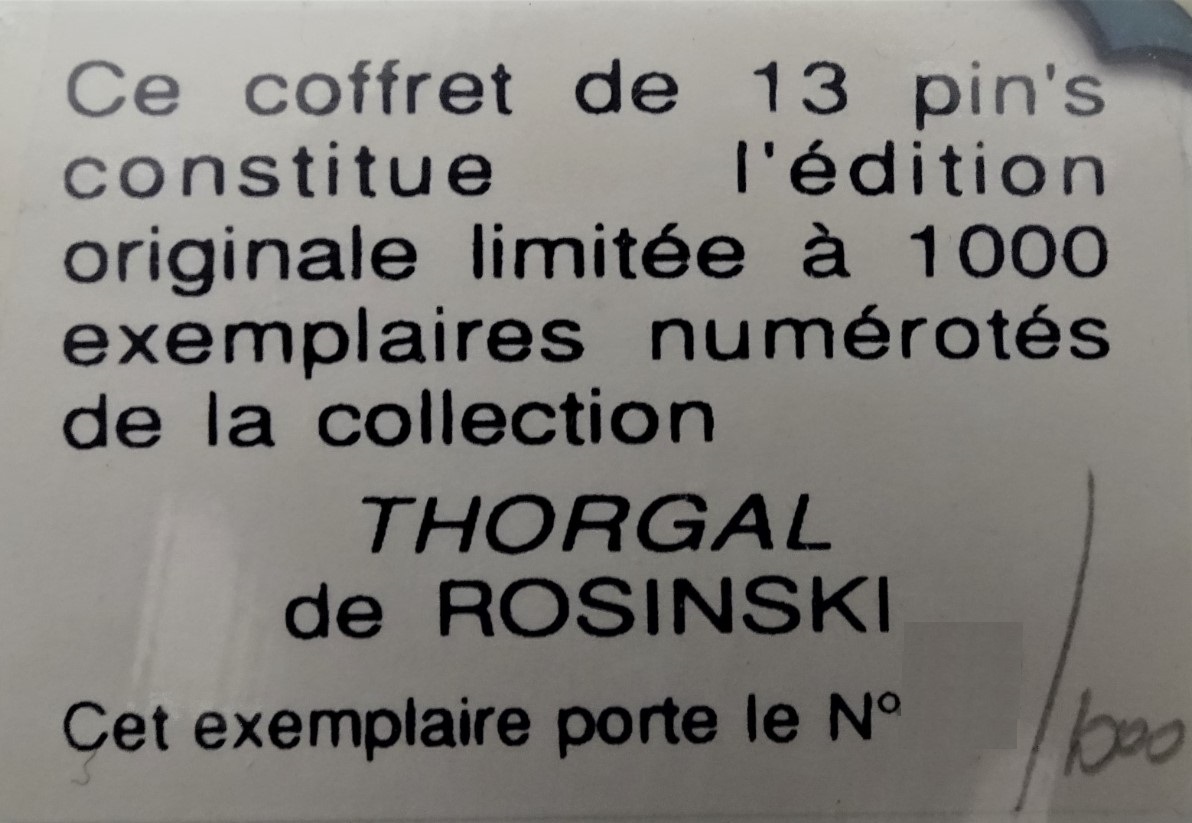 Ce coffret de 13 pin's
constitue l'édition
originale limitée à 1000
exemplaires numérotés
de la collection
THORGAL
de ROSINSKI
Cet exemplaire porte le N° /1000